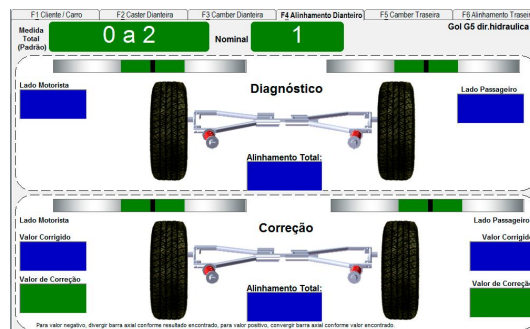 F1 Cliente / Carro F2 Caster Dianteira F3 Camber Dianteira F4 Alinhamento Dianteiro F5 Camber Traseira F6 Alinhamento Traseir
Medida Total (Padrão) 0 a 2 Nominal 1 Gol G5 dir.hidraulica
Diagnóstico
Lado Motorista Lado Passageiro
Alinhamento Total:
Correção
Lado Motorista Lado Passageiro
Valor Corrigido Valor Corrigid
Valor de Correção Valor de Correção
Alinhamento Total:
Para valor negativo, divergir barra axial conforme resultado encontrado, para valor positivo, convergir barra axial conforme valor encontrado.